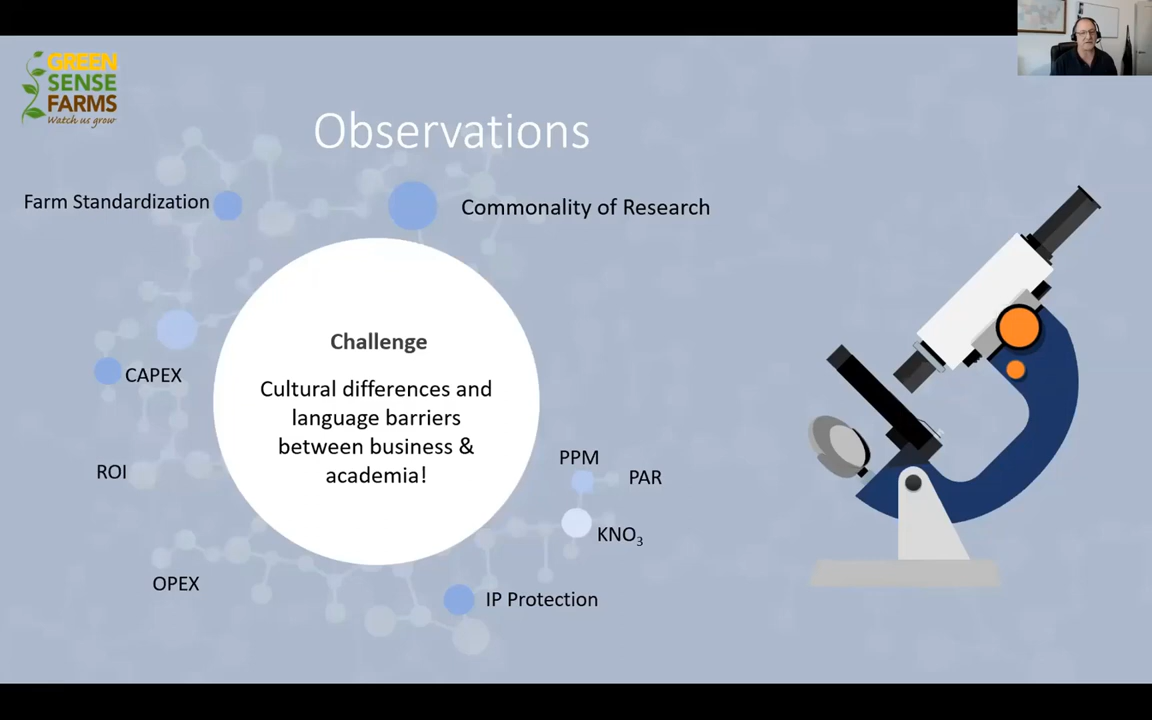 GREEN
SENSE
FARMS
Watch us grow
Observations
Farm Standardization
Commonality of Research
Challenge
Cultural differences and
language barriers
between business &
academia!
CAPEX
ROI
OPEX
PPM
PAR
KNO₃
IP Protection